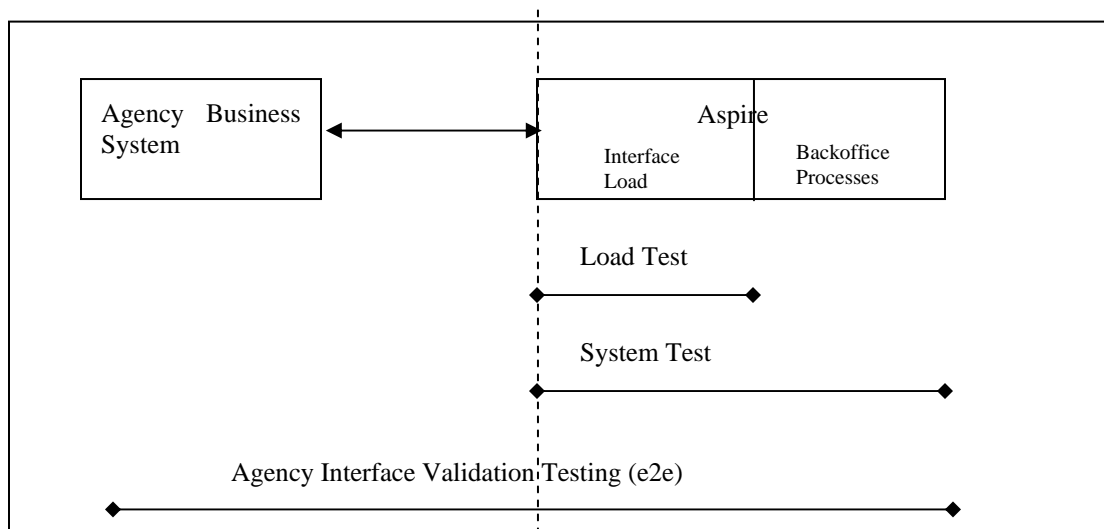 Agency Business
System
Aspire
Interface
Load
Backoffice
Processes
Load Test
System Test
Agency Interface Validation Testing (e2e)